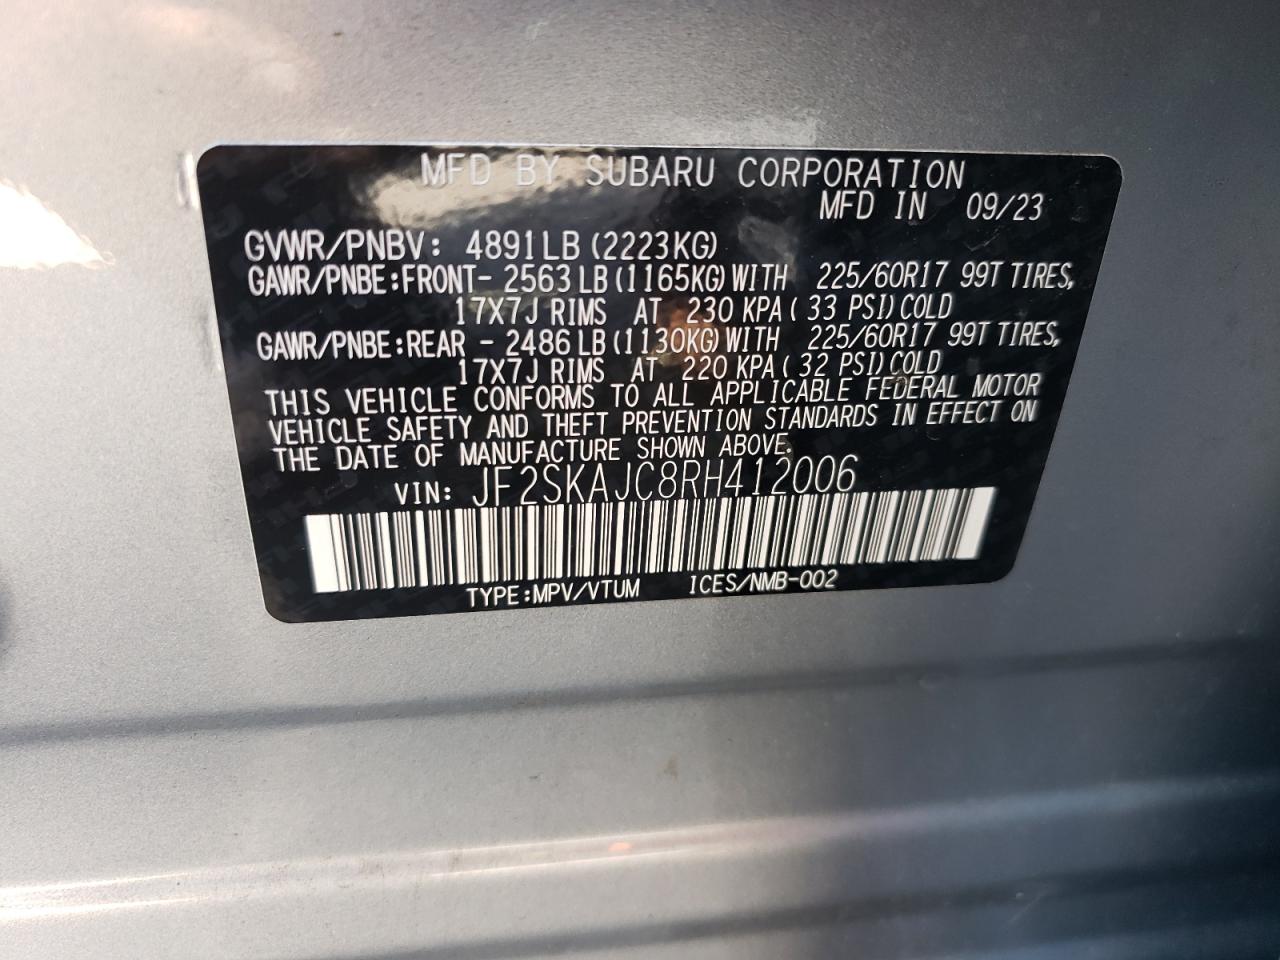 MFD BY SUBARU CORPORATION
MFD IN 09/23
GVWR/PNBV: 4891LB (2223KG)
GAWR/PNBE:FRONT- 2563LB (1165KG) WITH 225/60R17 99T TIRES,
17X7J RIMS AT 230 KPA ( 33 PSI) COLD
GAWR/PNBE:REAR - 2486LB (1130KG) WITH 225/60R17 99T TIRES,
17X7J RIMS AT 220 KPA ( 32 PSI) COLD
THIS VEHICLE CONFORMS TO ALL APPLICABLE FEDERAL MOTOR
VEHICLE SAFETY AND THEFT PREVENTION STANDARDS IN EFFECT ON
THE DATE OF MANUFACTURE SHOWN ABOVE.
VIN: JF2SKAJC8RH412006
TYPE:MPV/VTUM ICES/NMB-002